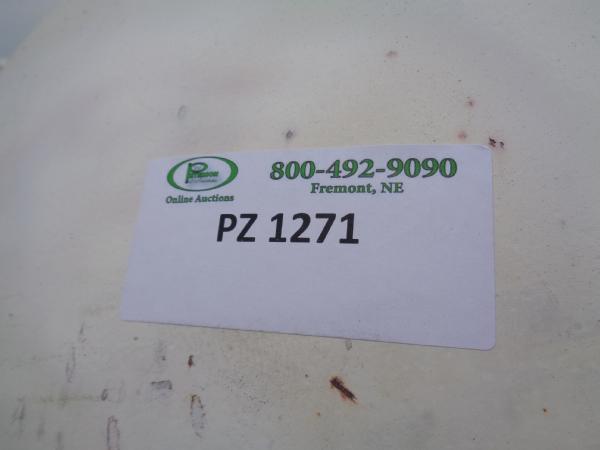 800-492-9090
Fremont, NE
Online Auctions
PZ 1271